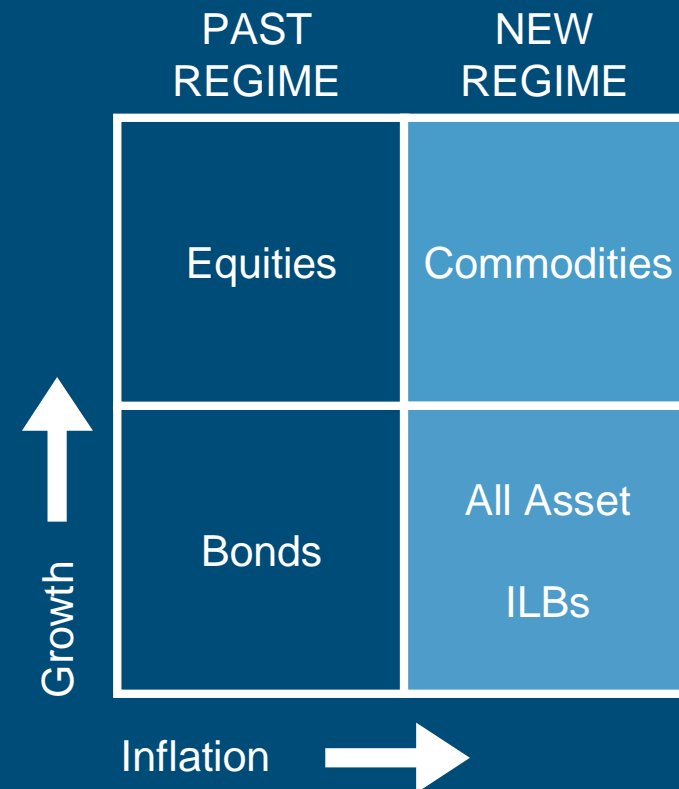 PAST
REGIME
NEW
REGIME
Equities
Commodities
Bonds
All Asset
ILBs
Growth
Inflation